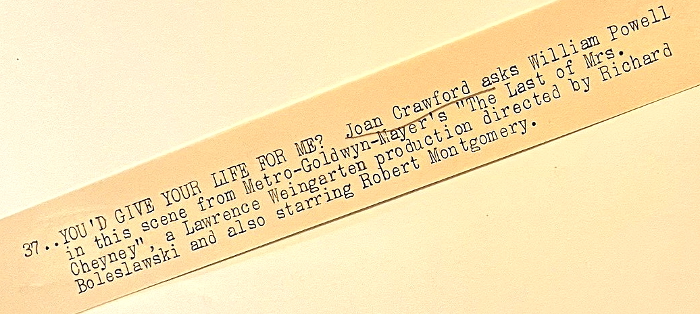 37..YOU'D GIVE YOUR LIFE FOR ME? Joan Crawford asks William Powell
in this scene from Metro-Goldwyn-Mayer's "The Last of Mrs.
Cheyney", a Lawrence Weingarten production directed by Richard
Boleslawski and also starring Robert Montgomery.